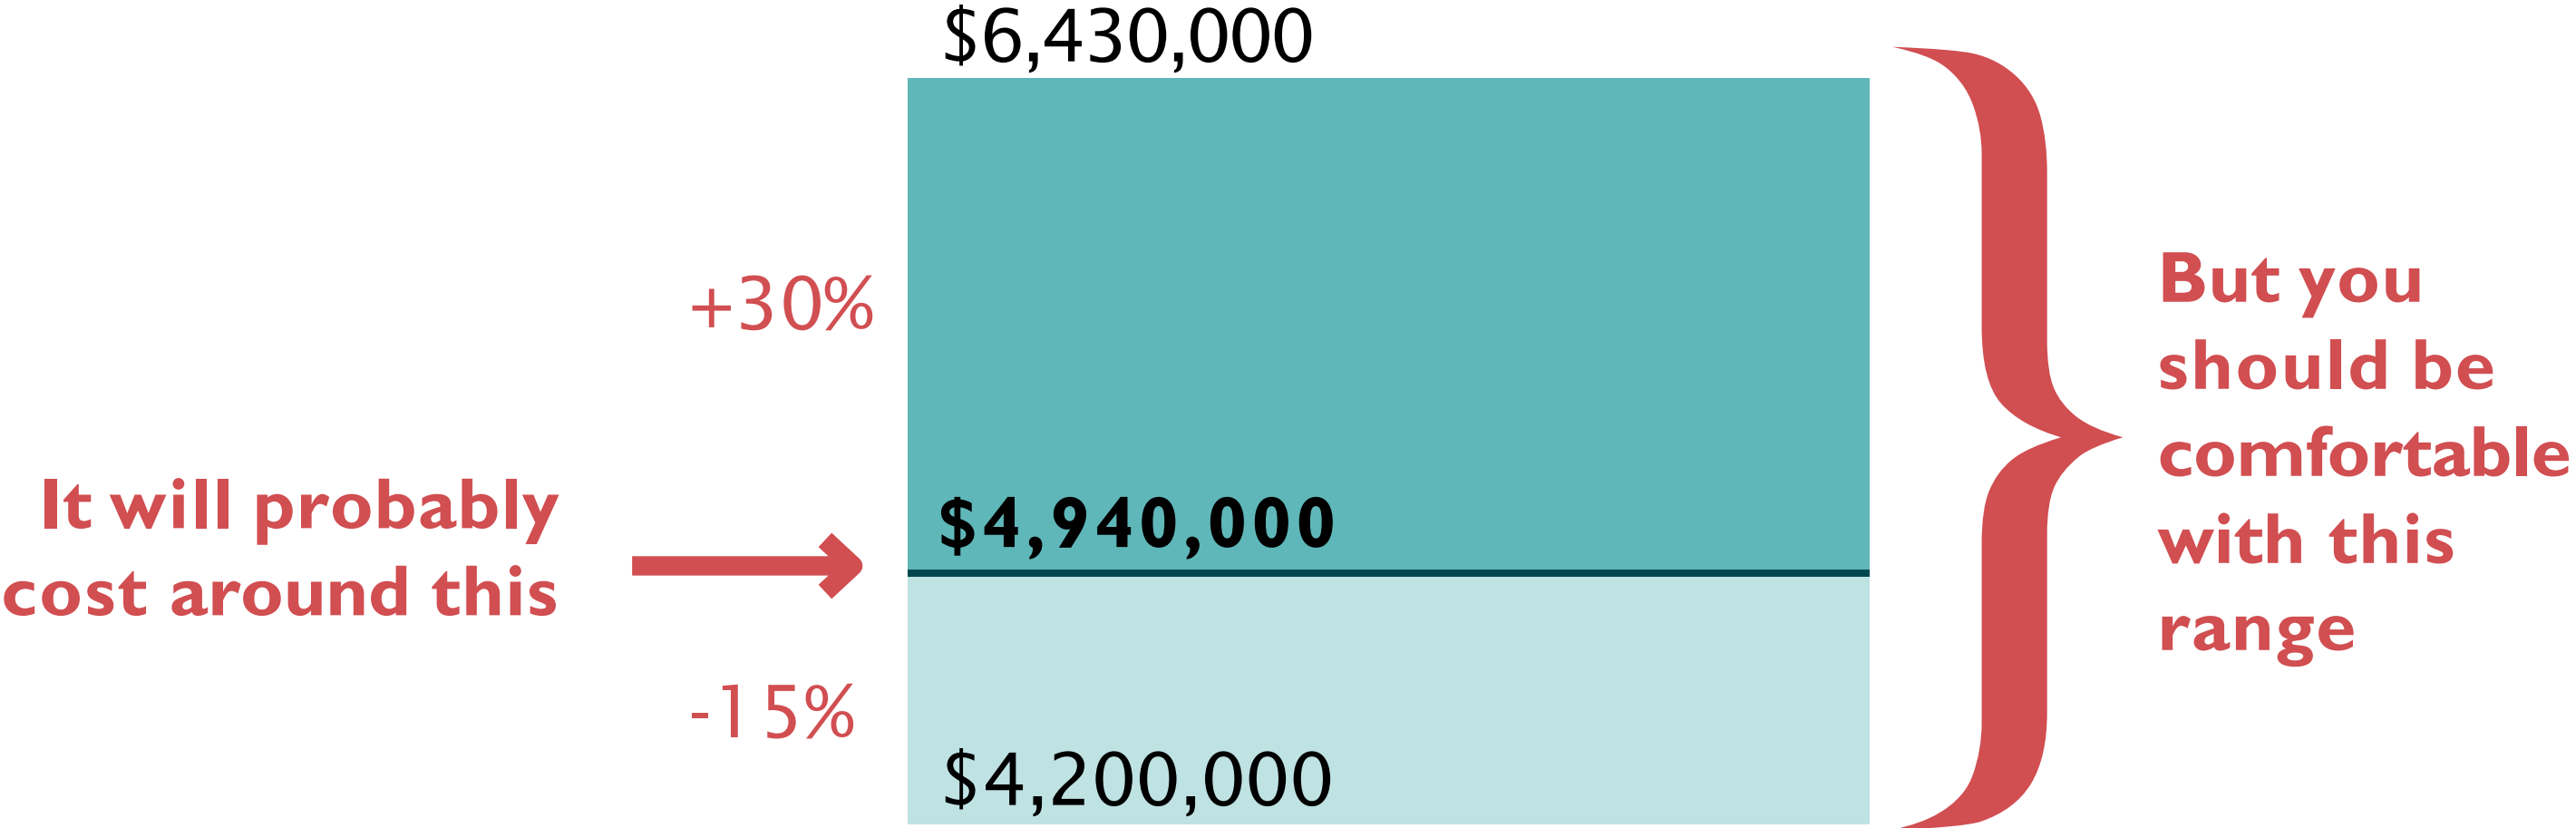 $6,430,000
+30%
It will probably
cost around this
$4,940,000
-15%
$4,200,000
But you
should be
comfortable
with this
range